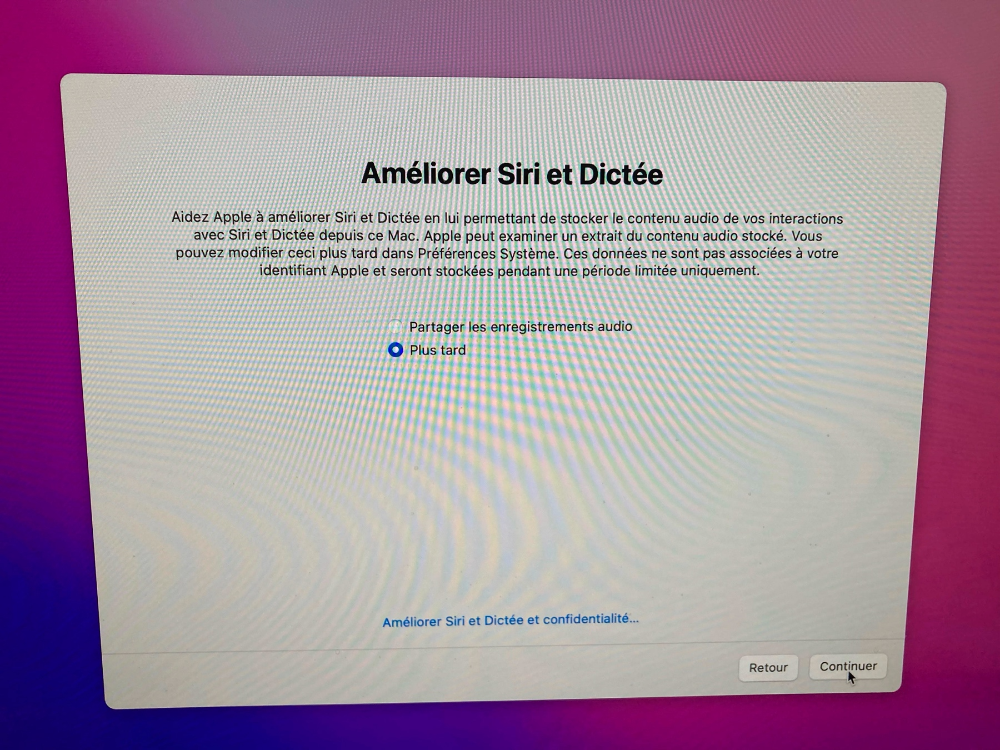 Améliorer Siri et Dictée
Aidez Apple à améliorer Siri et Dictée en lui permettant de stocker le contenu audio de vos interactions
avec Siri et Dictée depuis ce Mac. Apple peut examiner un extrait du contenu audio stocké. Vous
pouvez modifier ceci plus tard dans Préférences Système. Ces données ne sont pas associées à votre
identifiant Apple et seront stockées pendant une période limitée uniquement.
Partager les enregistrements audio
Plus tard
Améliorer Siri et Dictée et confidentialité...
Retour
Continuer